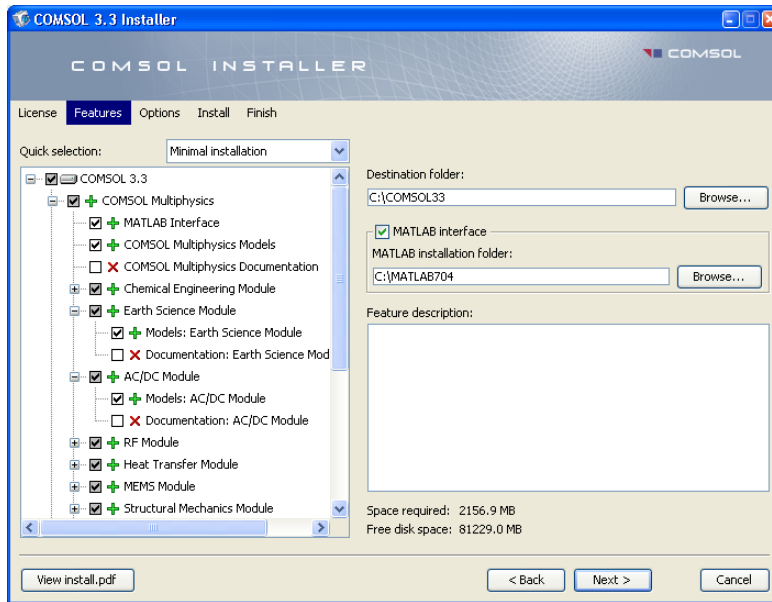 COMSOL 3.3 Installer
COMSOL INSTALLER
COMSOL
License Features Options Install Finish
Quick selection: Minimal installation
COMSOL 3.3
COMSOL Multiphysics
MATLAB Interface
COMSOL Multiphysics Models
COMSOL Multiphysics Documentation
Chemical Engineering Module
Earth Science Module
Models: Earth Science Module
Documentation: Earth Science Mod
AC/DC Module
Models: AC/DC Module
Documentation: AC/DC Module
RF Module
Heat Transfer Module
MEMS Module
Structural Mechanics Module
Destination folder:
C:\COMSOL33 Browse...
MATLAB interface
MATLAB installation folder:
C:\MATLAB704 Browse...
Feature description:
Space required: 2156.9 MB
Free disk space: 81229.0 MB
View install.pdf < Back Next > Cancel